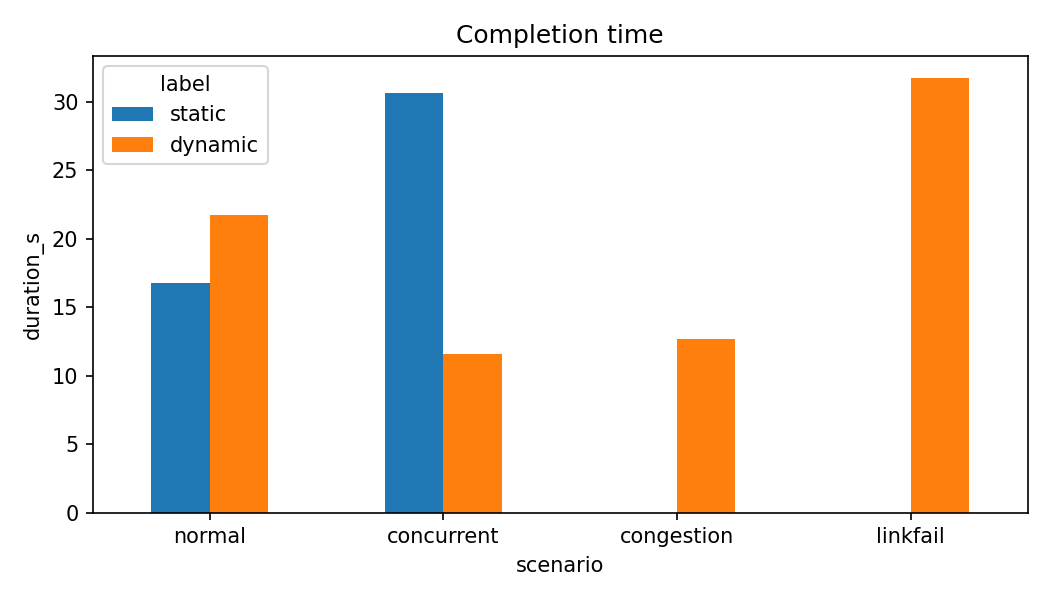 Completion time
label
static
dynamic
30
25
20
15
10
5
0
duration_s
normal concurrent congestion linkfail
scenario